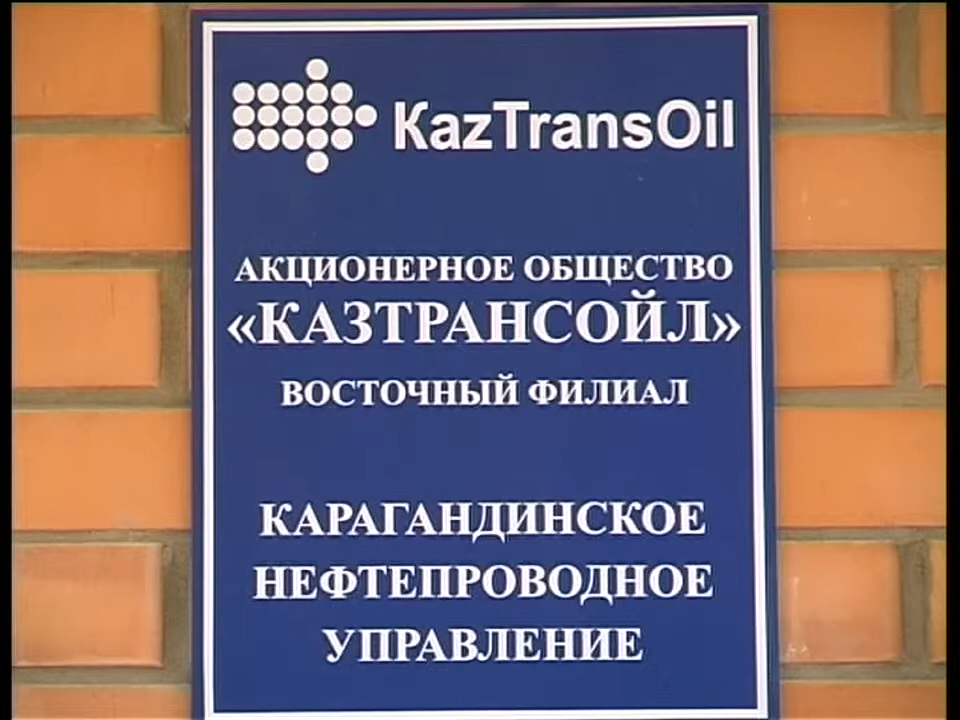 KazTransOil
АКЦИОНЕРНОЕ ОБЩЕСТВО
«КАЗТРАНСОЙЛ»
ВОСТОЧНЫЙ ФИЛИАЛ
КАРАГАНДИНСКОЕ
НЕФТЕПРОВОДНОЕ
УПРАВЛЕНИЕ